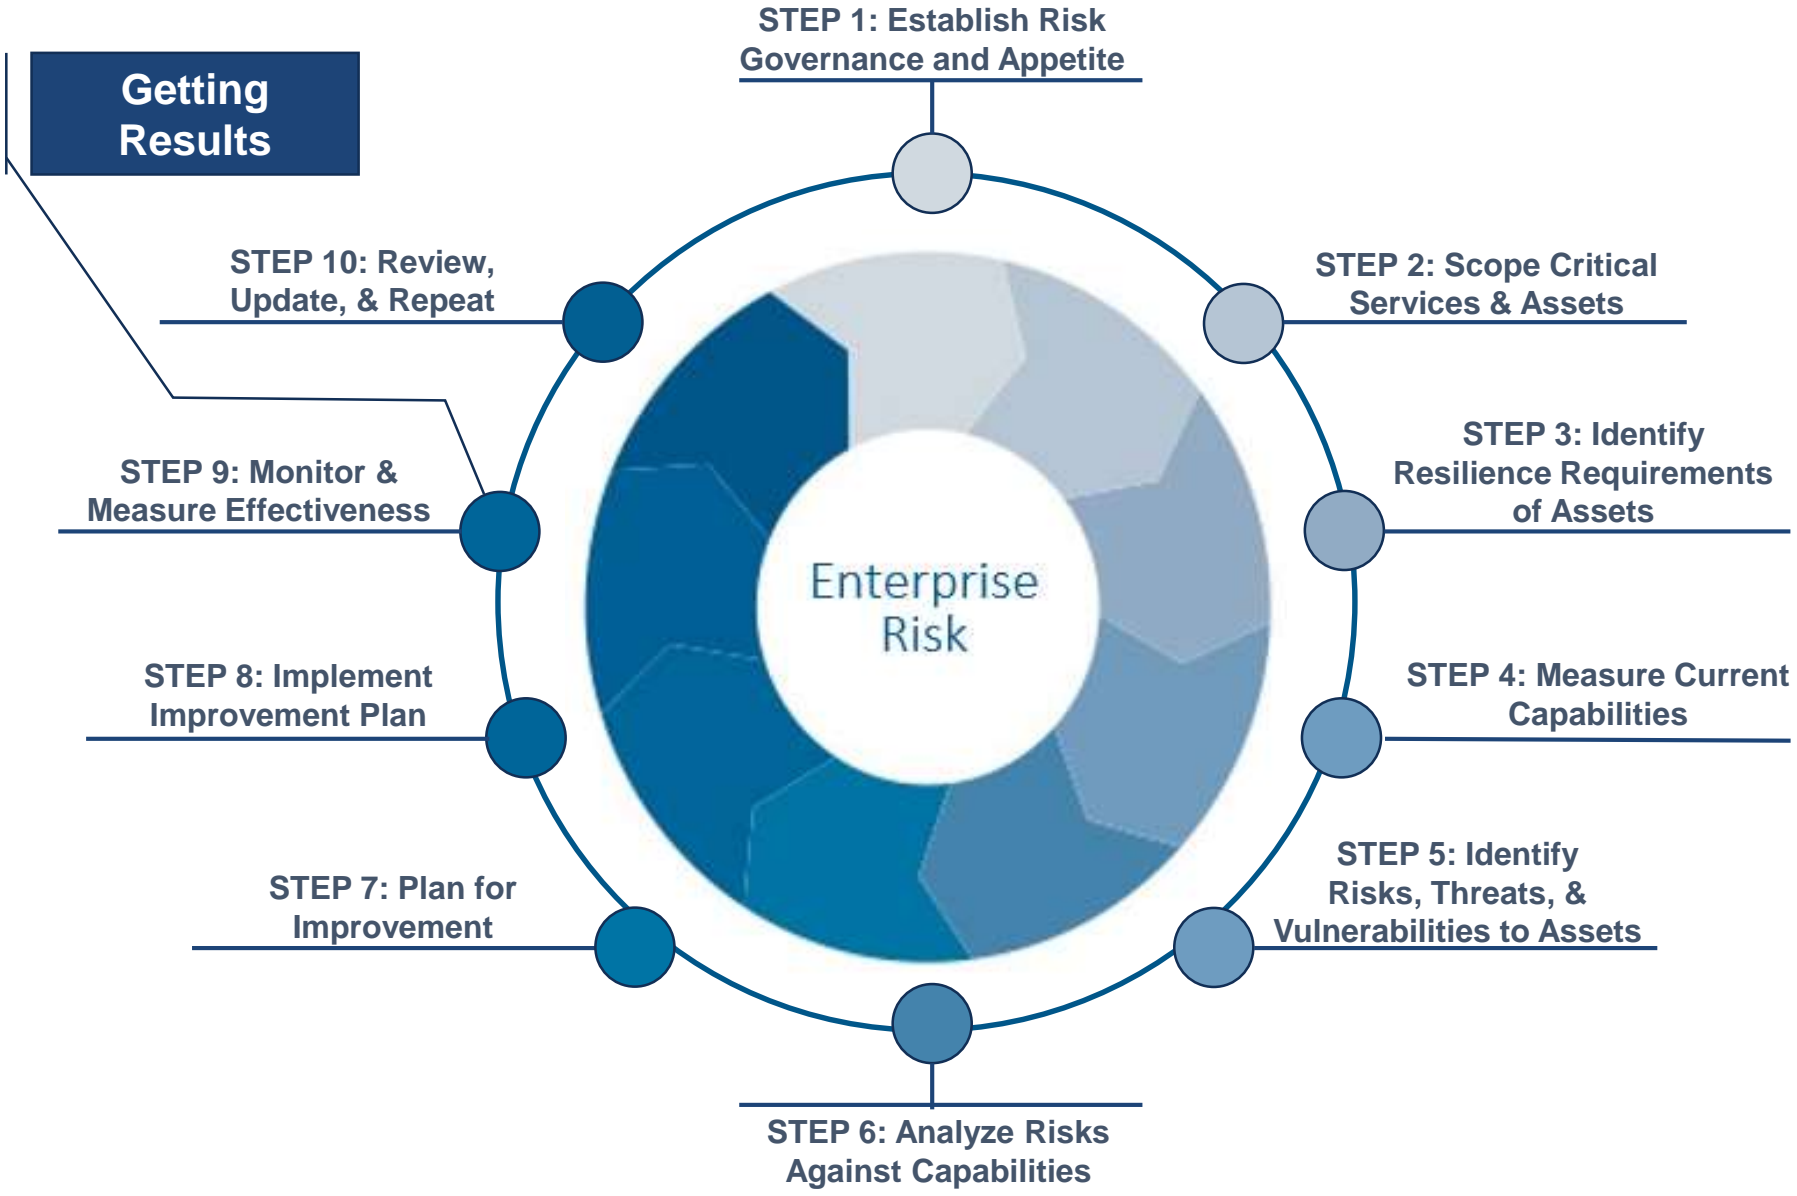 STEP 1: Establish Risk
Governance and Appetite
Getting
Results
STEP 10: Review,
Update, & Repeat
STEP 2: Scope Critical
Services & Assets
STEP 3: Identify
Resilience Requirements
of Assets
STEP 9: Monitor &
Measure Effectiveness
Enterprise
Risk
STEP 8: Implement
Improvement Plan
STEP 4: Measure Current
Capabilities
STEP 5: Identify
Risks, Threats, &
Vulnerabilities to Assets
STEP 7: Plan for
Improvement
STEP 6: Analyze Risks
Against Capabilities